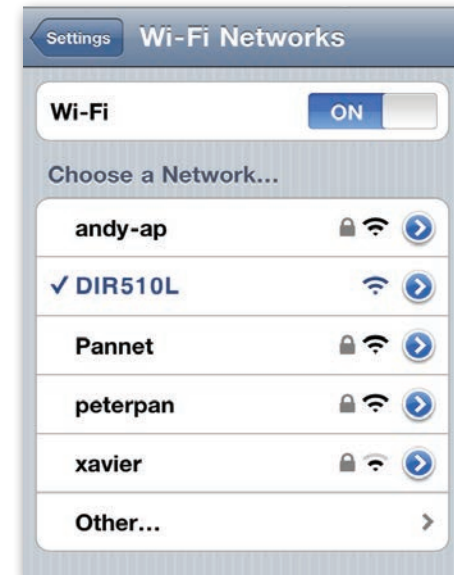 Settings
Wi-Fi Networks
Wi-Fi ON
Choose a Network...
andy-ap
✓ DIR510L
Pannet
peterpan
xavier
Other...